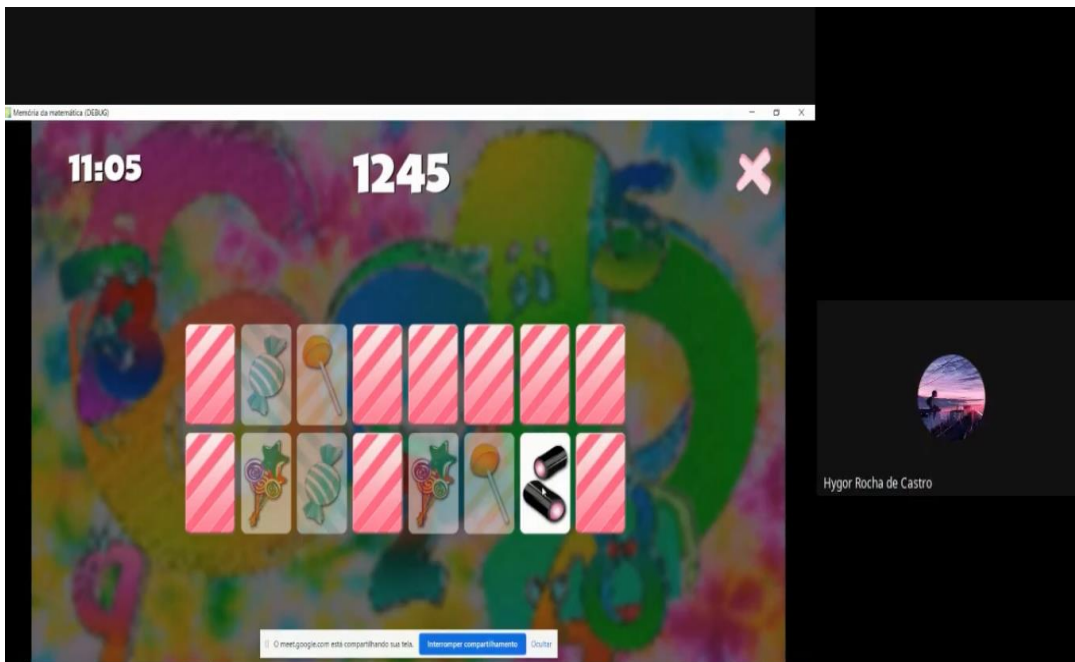 Memória da matemática (DEBUG)
11:05
1245
Hygor Rocha de Castro
O meet.google.com está compartilhando sua tela.
Interromper compartilhamento
Ocultar